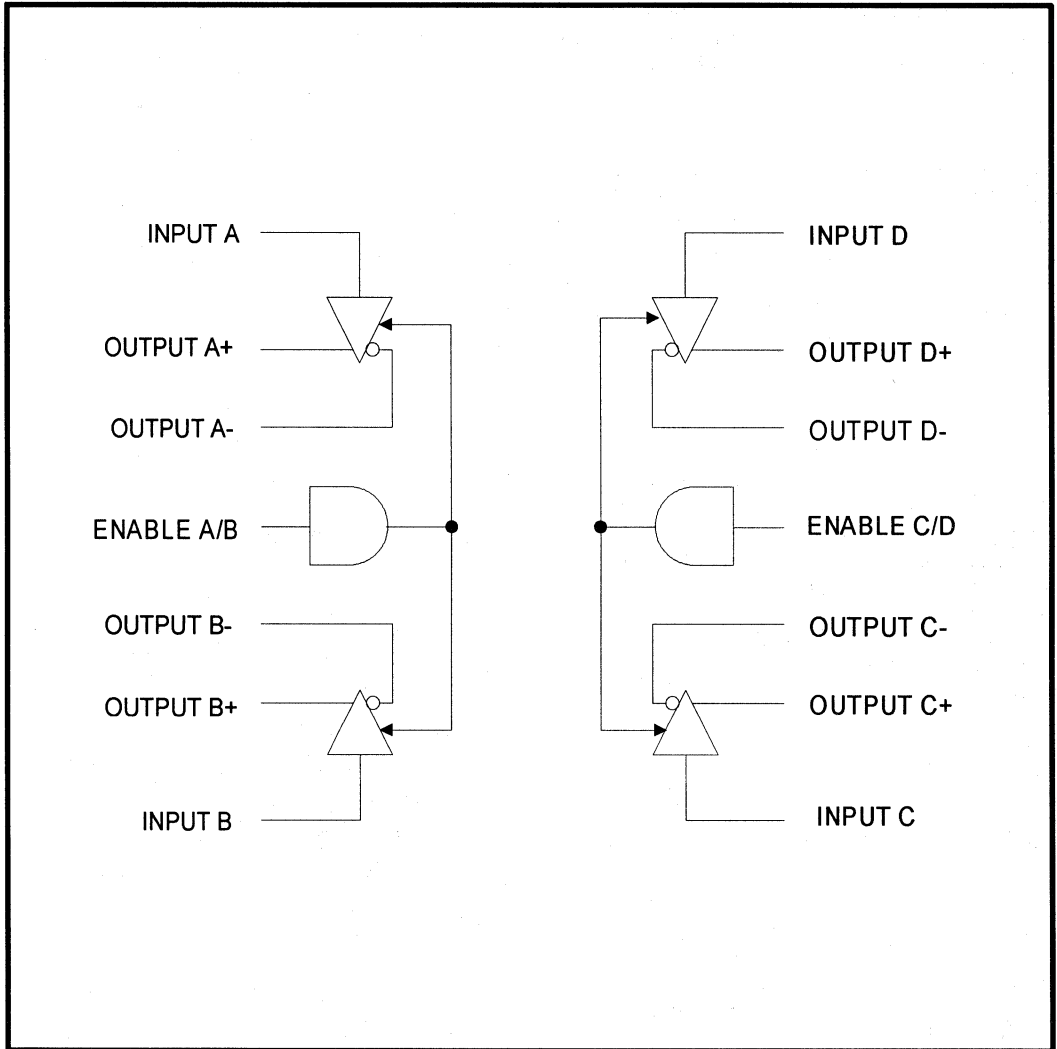 INPUT A
OUTPUT A+
OUTPUT A-
ENABLE A/B
OUTPUT B-
OUTPUT B+
INPUT B
INPUT D
OUTPUT D+
OUTPUT D-
ENABLE C/D
OUTPUT C-
OUTPUT C+
INPUT C